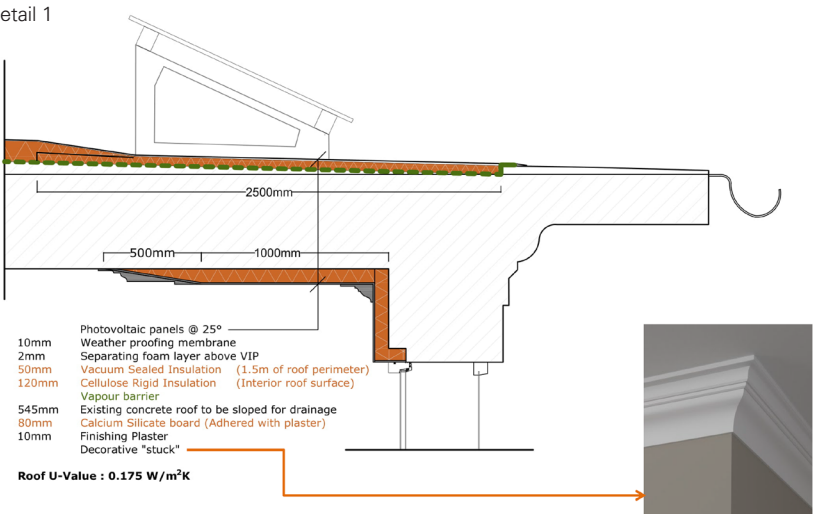 etail 1
2500mm
500mm
1000mm
Photovoltaic panels @ 25°
10mm Weather proofing membrane
2mm Separating foam layer above VIP
50mm Vacuum Sealed Insulation (1.5m of roof perimeter)
120mm Cellulose Rigid Insulation (Interior roof surface)
Vapour barrier
545mm Existing concrete roof to be sloped for drainage
80mm Calcium Silicate board (Adhered with plaster)
10mm Finishing Plaster
Decorative "stuck"
Roof U-Value : 0.175 W/m²K